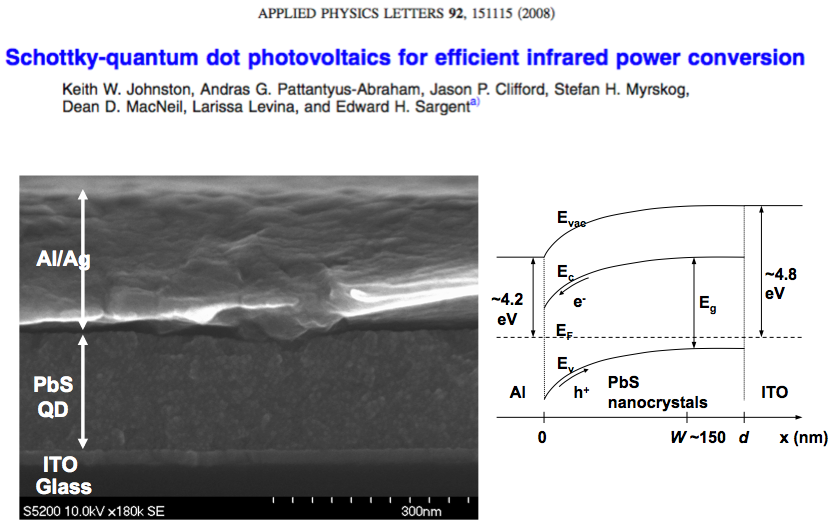 APPLIED PHYSICS LETTERS 92, 151115 (2008)
Schottky-quantum dot photovoltaics for efficient infrared power conversion
Keith W. Johnston, Andras G. Pattantyus-Abraham, Jason P. Clifford, Stefan H. Myrskog,
Dean D. MacNeil, Larissa Levina, and Edward H. Sargent a)
Al/Ag
PbS
QD
ITO
Glass
S5200 10.0kV x180k SE
300nm
Evac
Ec
e-
~4.2
eV
EF
Eg
~4.8
eV
Ev
h+
Al
PbS
nanocrystals
ITO
0
W ~150
d
x (nm)